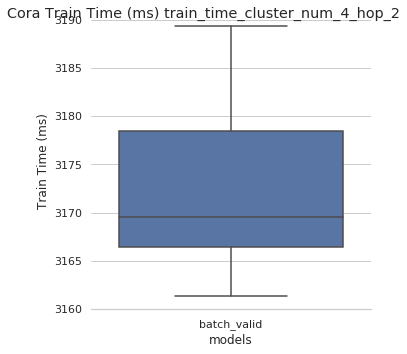 Cora Train Time (ms) train_time_cluster_num_4_hop_2
3190
3185
3180
3175
3170
3165
3160
Train Time (ms)
batch_valid
models